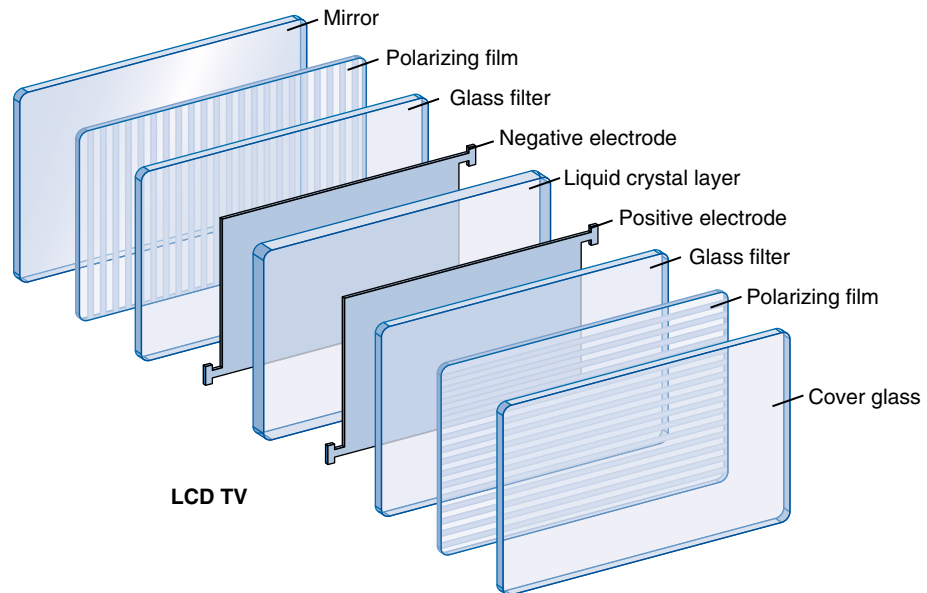 Mirror
Polarizing film
Glass filter
Negative electrode
Liquid crystal layer
Positive electrode
Glass filter
Polarizing film
Cover glass
LCD TV